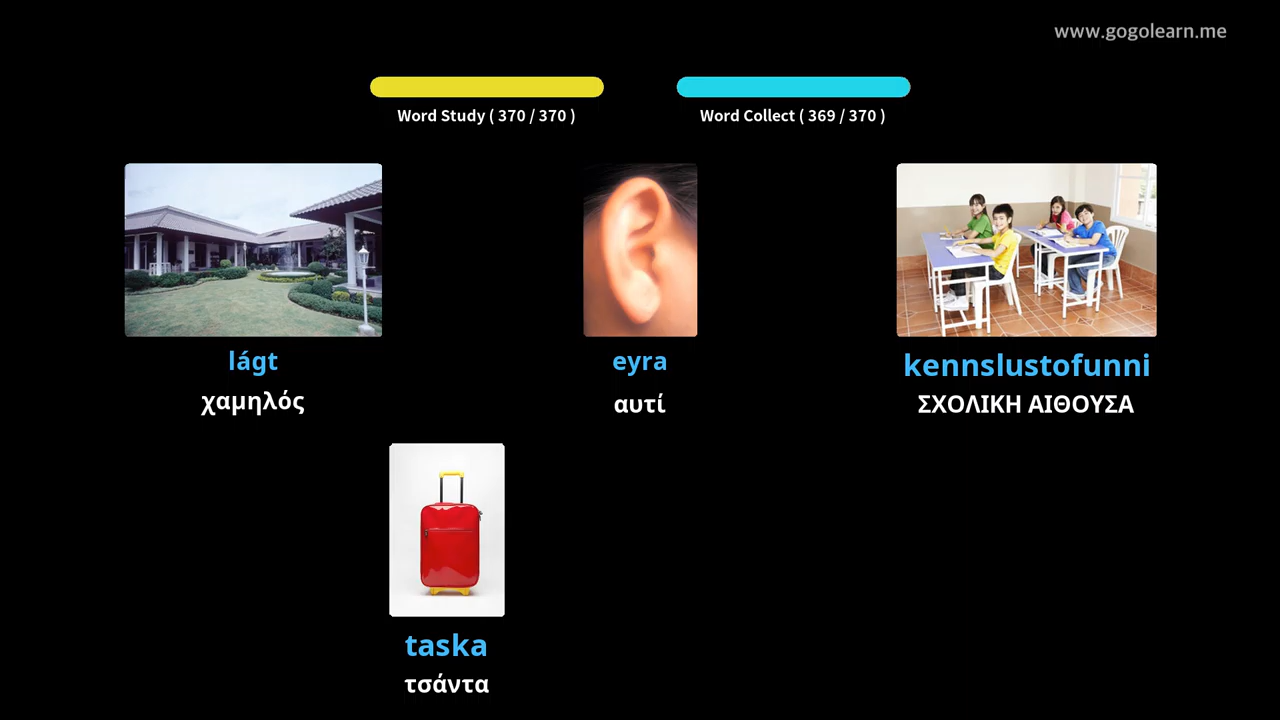 www.gogolearn.me
Word Study ( 370 / 370 )
Word Collect ( 369 / 370 )
lágt
χαμηλός
eyra
αυτί
kennslustofunni
ΣΧΟΛΙΚΗ ΑΙΘΟΥΣΑ
taska
τσάντα